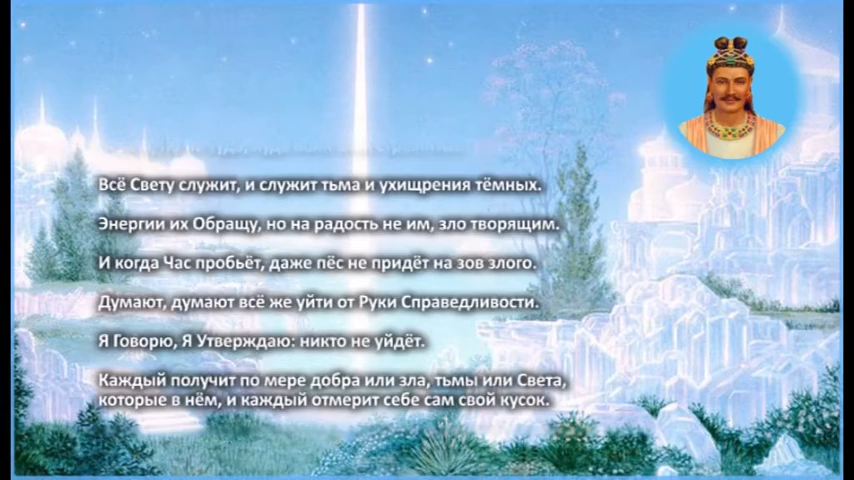 Всё Свету служит, и служит тьма и ухищрения тёмных.
Энергии их Обращу, но на радость не им, зло творящим.
И когда Час пробьёт, даже пёс не придёт на зов злого.
Думают, думают всё же уйти от Руки Справедливости.
Я Говорю, Я Утверждаю: никто не уйдёт.
Каждый получит по мере добра или зла, тьмы или Света,
которые в нём, и каждый отмерит себе сам свой кусок.